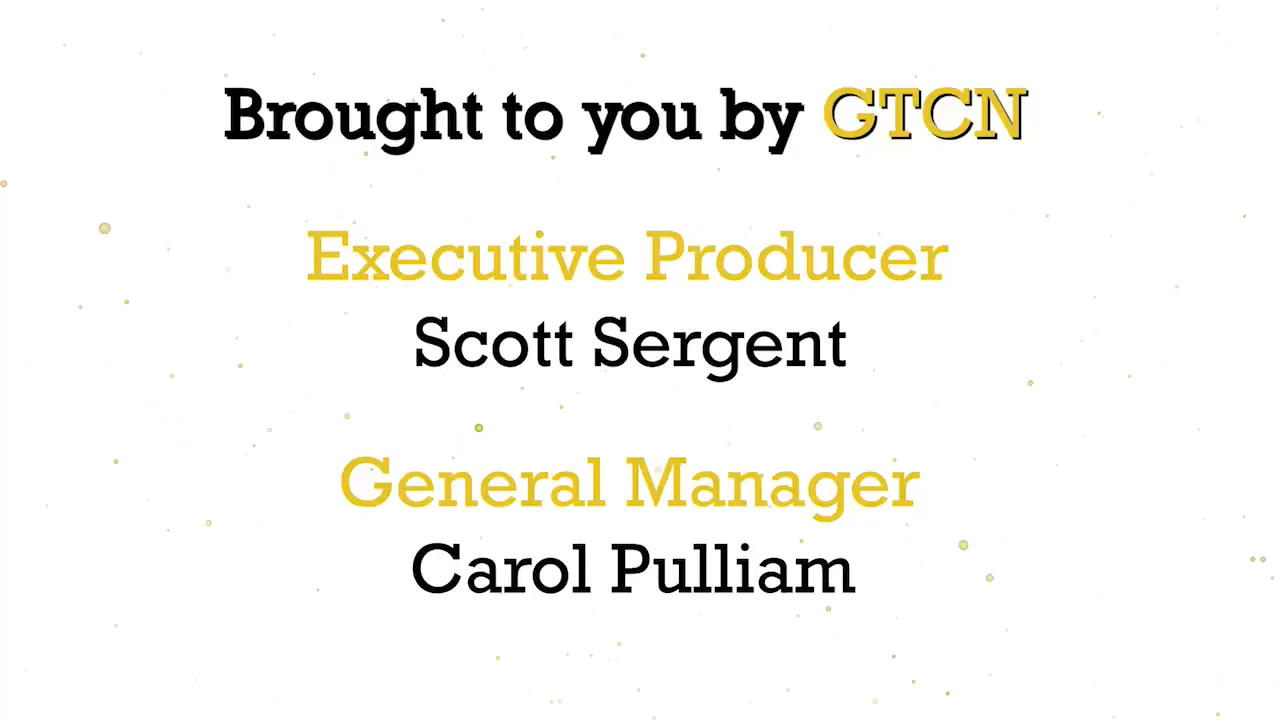 Brought to you by GTCN
Executive Producer
Scott Sergent
General Manager
Carol Pulliam